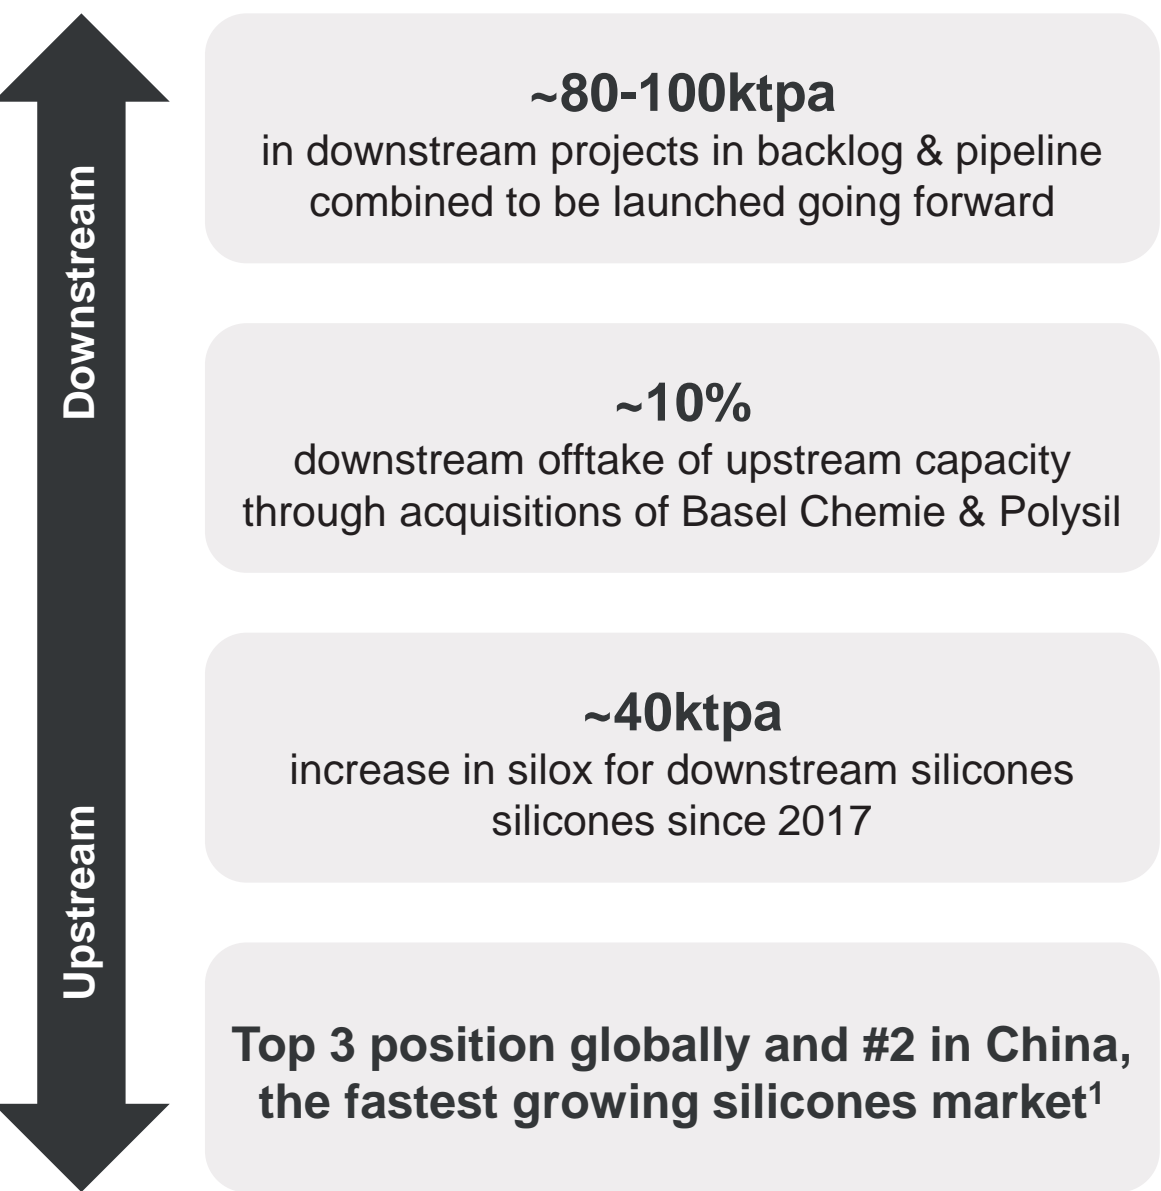 Downstream
Upstream
~80-100ktpa
in downstream projects in backlog & pipeline
combined to be launched going forward
~10%
downstream offtake of upstream capacity
through acquisitions of Basel Chemie & Polysil
~40ktpa
increase in silox for downstream silicones
silicones since 2017
Top 3 position globally and #2 in China,
the fastest growing silicones market¹